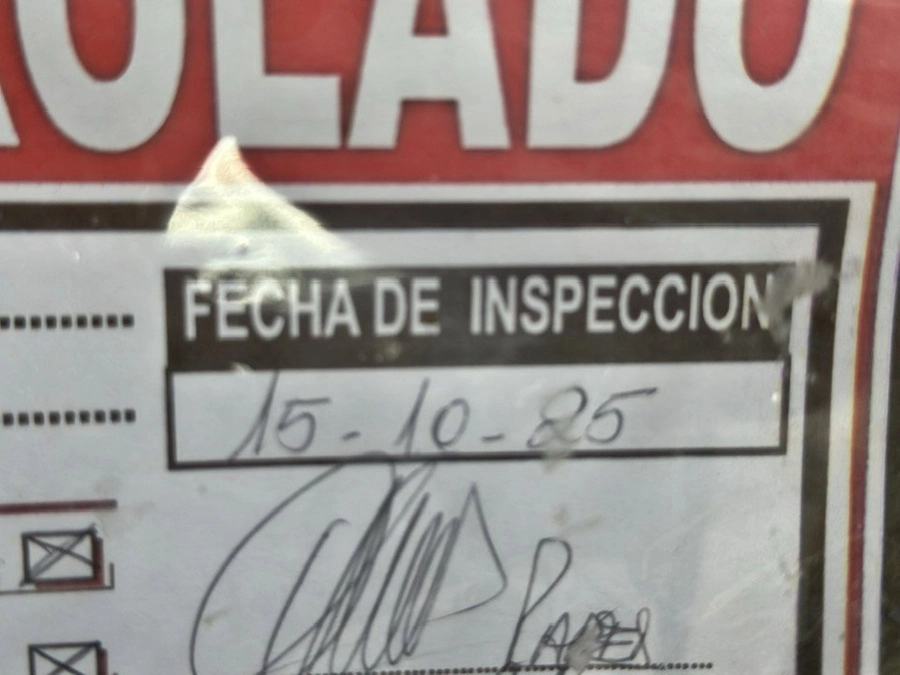 OLADO
FECHA DE INSPECCION
15-10-25